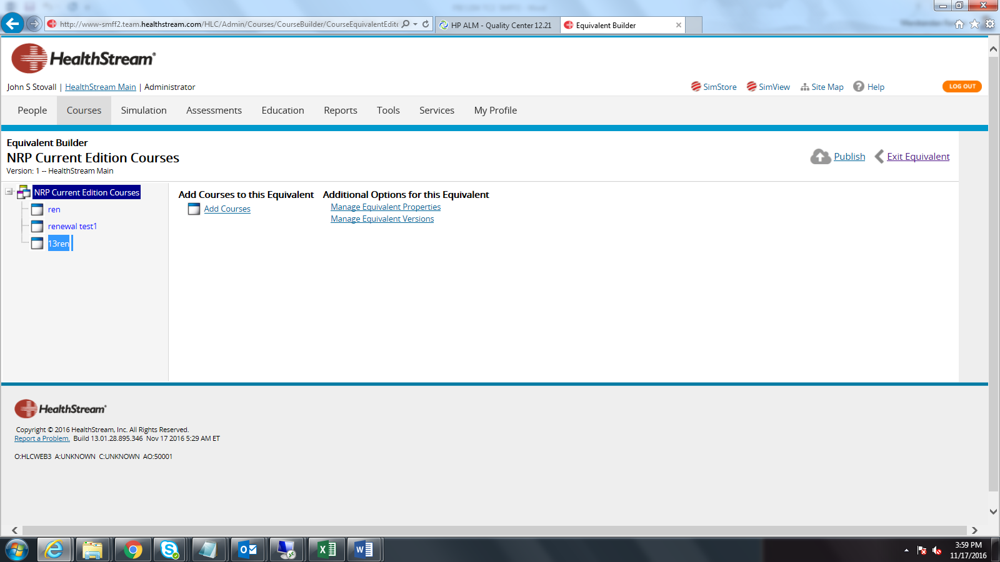 http://www-smff2.team.healthstream.com/HLC/Admin/Courses/CourseBuilder/CourseEquivalentEdito
HP ALM - Quality Center 12.21
Equivalent Builder
HealthStream®
John S Stovall | HealthStream Main | Administrator
SimStore
SimView
Site Map
Help
LOG OUT
People
Courses
Simulation
Assessments
Education
Reports
Tools
Services
My Profile
Equivalent Builder
NRP Current Edition Courses
Version: 1 -- HealthStream Main
Publish
Exit Equivalent
NRP Current Edition Courses
ren
renewal test1
13ren
Add Courses to this Equivalent
Add Courses
Additional Options for this Equivalent
Manage Equivalent Properties
Manage Equivalent Versions
HealthStream
Copyright © 2016 HealthStream, Inc. All Rights Reserved.
Report a Problem. Build 13.01.28.895.346 Nov 17 2016 5:29 AM ET
O:HLCWEB3 A:UNKNOWN C:UNKNOWN AO:50001
3:59 PM
11/17/2016